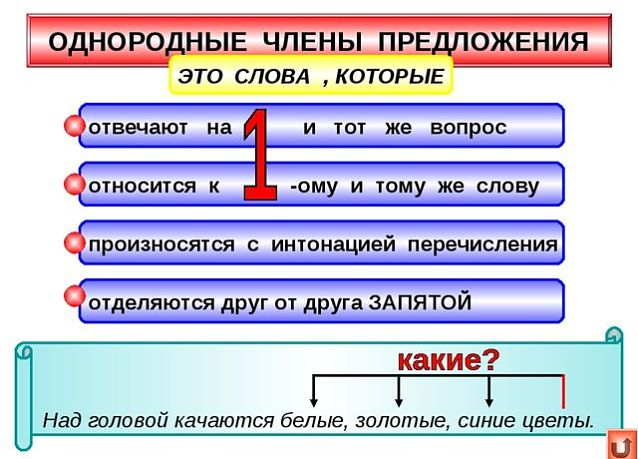 ОДНОРОДНЫЕ ЧЛЕНЫ ПРЕДЛОЖЕНИЯ
ЭТО СЛОВА , КОТОРЫЕ
отвечают на 1 и тот же вопрос
относится к 1 -ому и тому же слову
произносятся с интонацией перечисления
отделяются друг от друга ЗАПЯТОЙ
какие?
Над головой качаются белые, золотые, синие цветы.